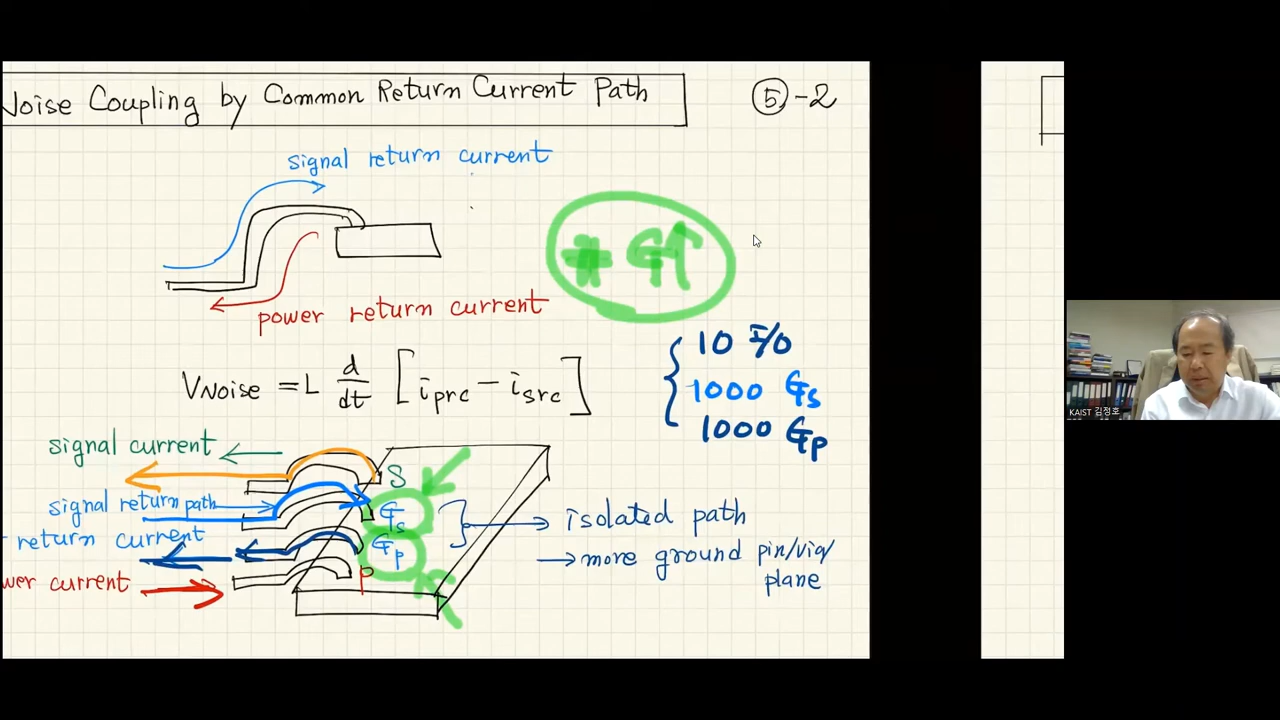 Noise Coupling by Common Return Current Path
⑤-2
signal return current
# G↑
power return current
10 I/O
1000 Gs
1000 Gp
VNoise = L d/dt [iprc - isrc]
signal current
S
signal return path
Gs
isolated path
return current
Gp
→ more ground pin/via/
plane
wer current
P
KAIST 김정호